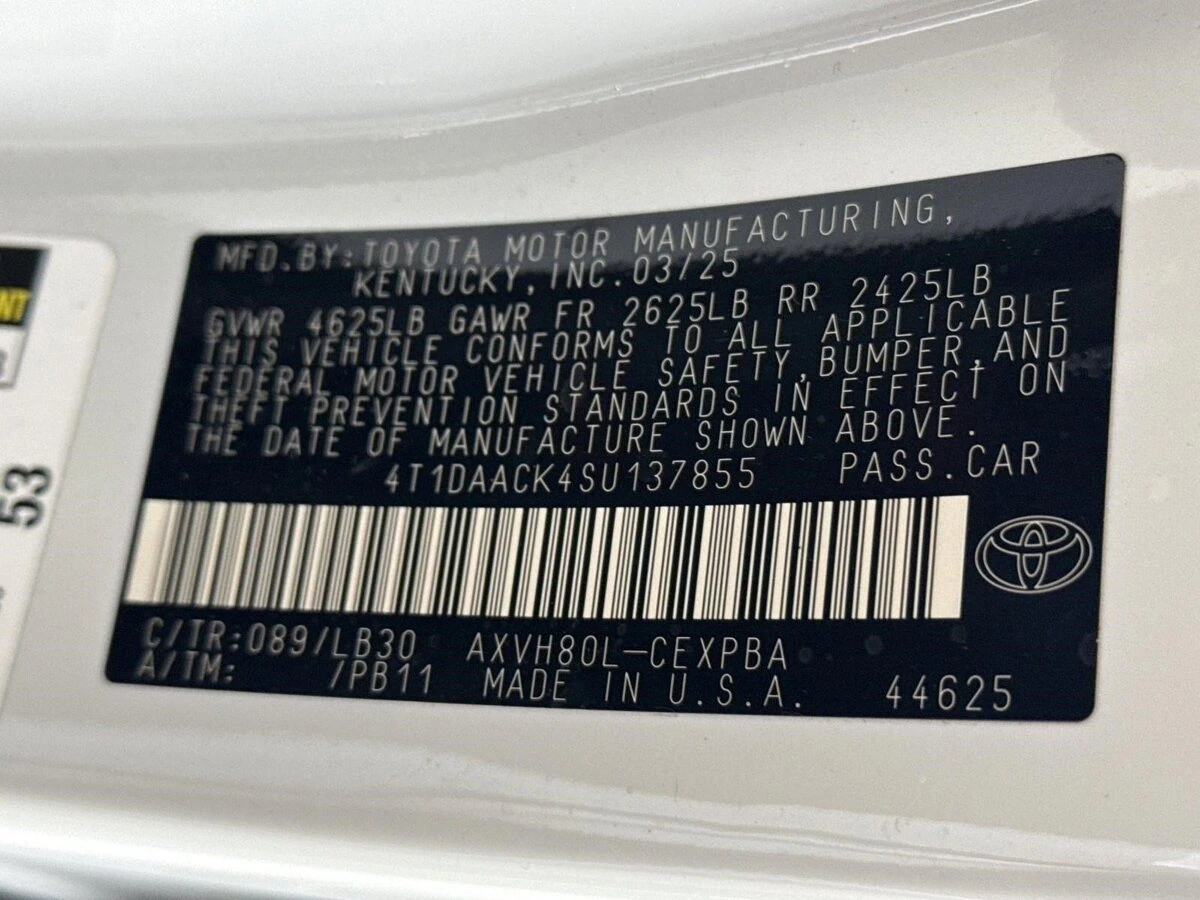 MFD.BY:TOYOTA MOTOR MANUFACTURING,
KENTUCKY, INC. 03/25
GVWR 4625LB GAWR FR 2625LB RR 2425LB
THIS VEHICLE CONFORMS TO ALL APPLICABLE
FEDERAL MOTOR VEHICLE SAFETY, BUMPER, AND
THEFT PREVENTION STANDARDS IN EFFECT ON
THE DATE OF MANUFACTURE SHOWN ABOVE.
4T1DAACK4SU137855 PASS.CAR
C/TR:089/LB30 AXVH80L-CEXPBA
A/TM: /PB11 MADE IN U.S.A. 44625
53